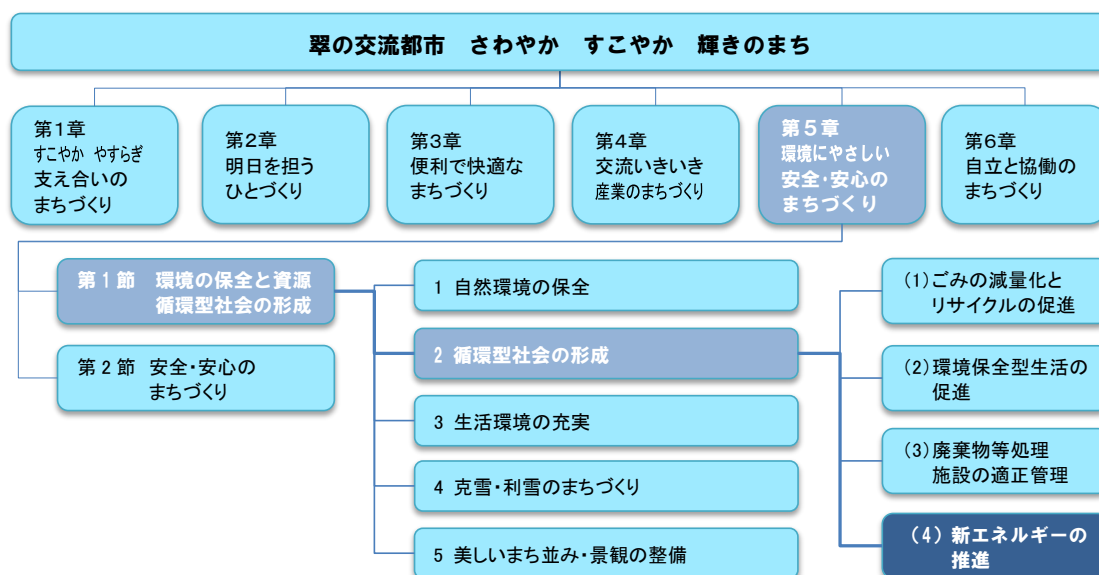 翠の交流都市　さわやか　すこやか　輝きのまち
第1章
すこやか やすらぎ
支え合いの
まちづくり
第2章
明日を担う
ひとづくり
第3章
便利で快適な
まちづくり
第4章
交流いきいき
産業のまちづくり
第5章
環境にやさしい
安全・安心の
まちづくり
第6章
自立と協働の
まちづくり
第1節　環境の保全と資源
循環型社会の形成
第2節　安全・安心の
まちづくり
1 自然環境の保全
2 循環型社会の形成
3 生活環境の充実
4 克雪・利雪のまちづくり
5 美しいまち並み・景観の整備
(1)ごみの減量化と
リサイクルの促進
(2)環境保全型生活の
促進
(3)廃棄物等処理
施設の適正管理
(4) 新エネルギーの
推進